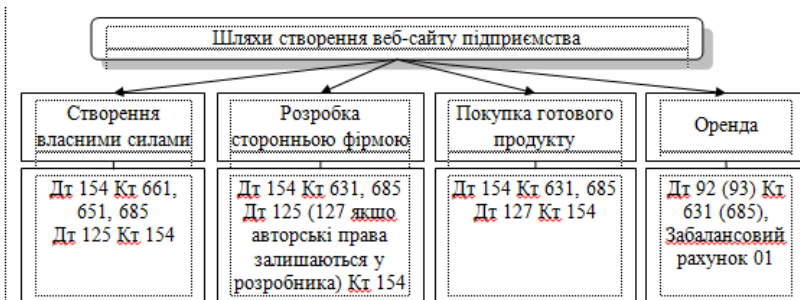 Шляхи створення веб-сайту підприємства
Створення
власними силами
Розробка
сторонньою фірмою
Покупка готового
продукту
Оренда
Дт 154 Кт 661,
651, 685
Дт 125 Кт 154
Дт 154 Кт 631, 685
Дт 125 (127 якщо
авторські права
залишаються у
розробника) Кт 154
Дт 154 Кт 631, 685
Дт 127 Кт 154
Дт 92 (93) Кт
631 (685),
Забалансовий
рахунок 01